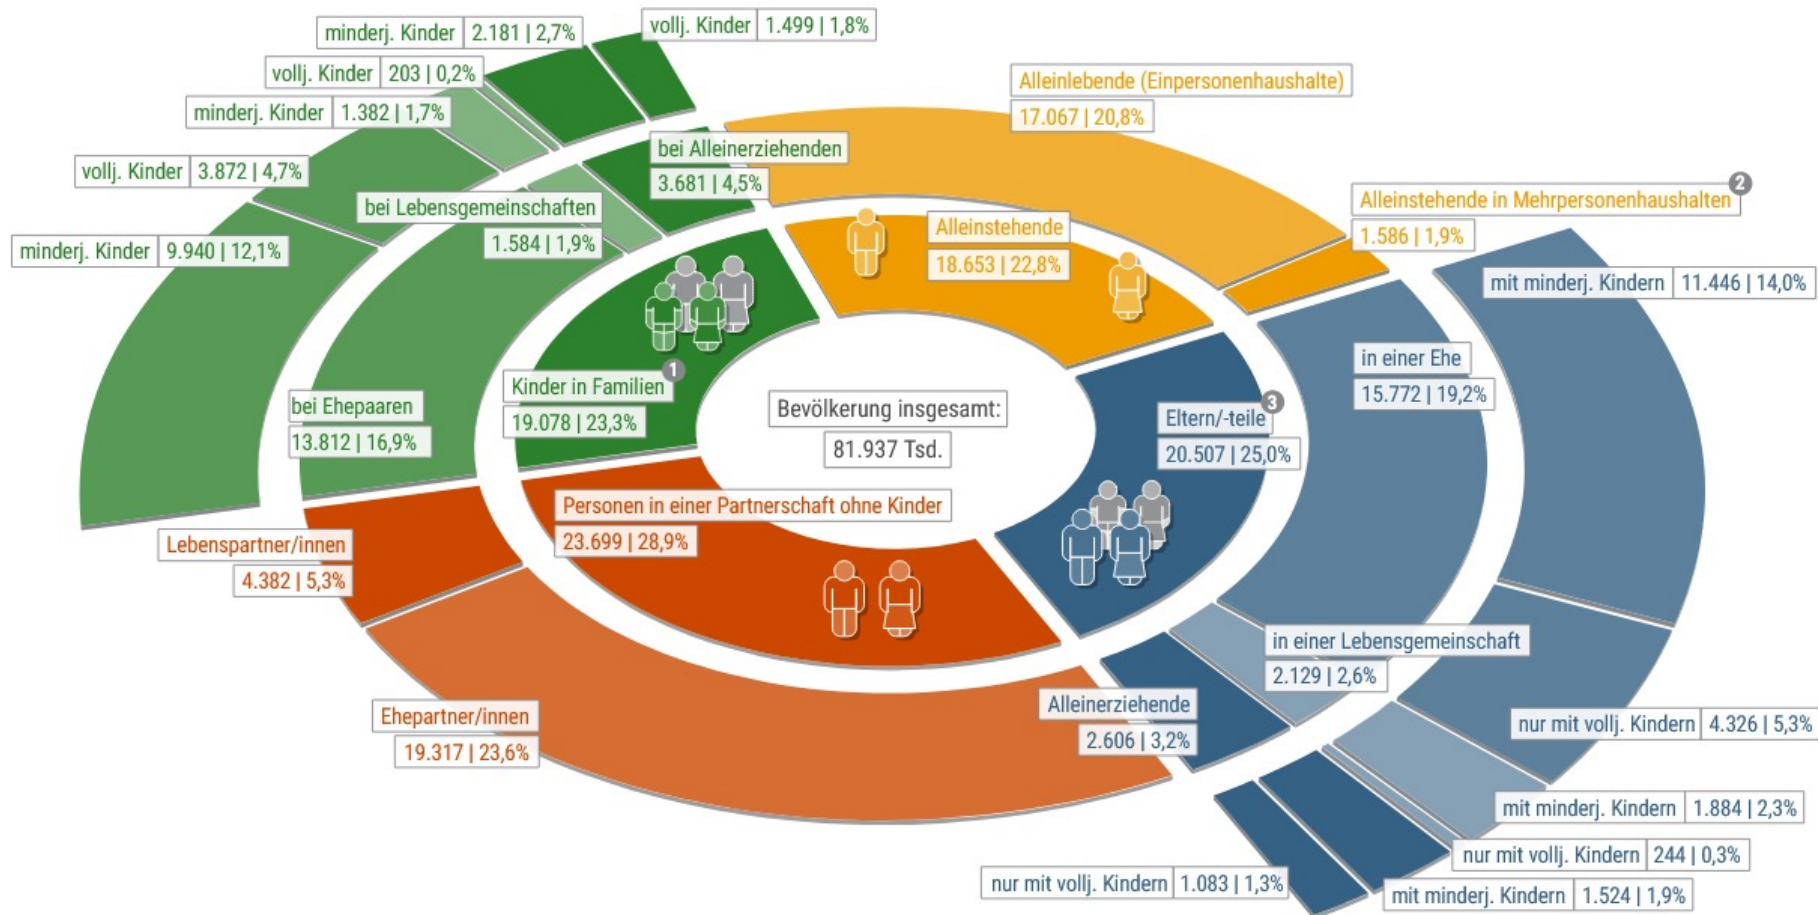 minderj. Kinder 2.181 | 2,7%
vollj. Kinder 1.499 | 1,8%
vollj. Kinder 203 | 0,2%
minderj. Kinder 1.382 | 1,7%
vollj. Kinder 3.872 | 4,7%
minderj. Kinder 9.940 | 12,1%
bei Alleinerziehenden
3.681 | 4,5%
bei Lebensgemeinschaften
1.584 | 1,9%
bei Ehepaaren
13.812 | 16,9%
Kinder in Familien 1
19.078 | 23,3%
Alleinlebende (Einpersonenhaushalte)
17.067 | 20,8%
Alleinstehende in Mehrpersonenhaushalten 2
1.586 | 1,9%
Alleinstehende
18.653 | 22,8%
Bevölkerung insgesamt:
81.937 Tsd.
Eltern/-teile 3
20.507 | 25,0%
in einer Ehe
15.772 | 19,2%
mit minderj. Kindern 11.446 | 14,0%
nur mit vollj. Kindern 4.326 | 5,3%
in einer Lebensgemeinschaft
2.129 | 2,6%
mit minderj. Kindern 1.884 | 2,3%
nur mit vollj. Kindern 244 | 0,3%
Alleinerziehende
2.606 | 3,2%
mit minderj. Kindern 1.524 | 1,9%
nur mit vollj. Kindern 1.083 | 1,3%
Personen in einer Partnerschaft ohne Kinder
23.699 | 28,9%
Lebenspartner/innen
4.382 | 5,3%
Ehepartner/innen
19.317 | 23,6%